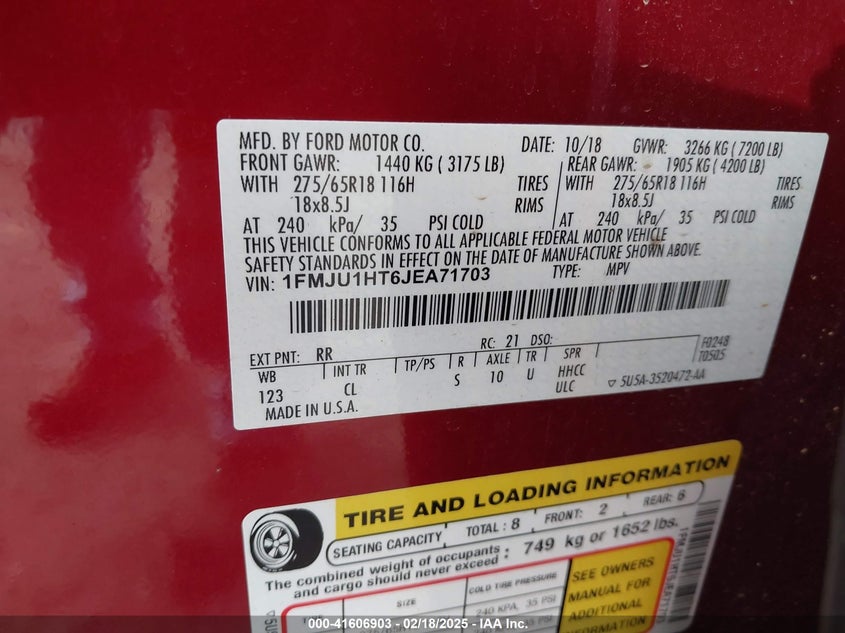 MFD. BY FORD MOTOR CO. DATE: 10/18 GVWR: 3266 KG ( 7200 LB)
FRONT GAWR: 1440 KG ( 3175 LB) REAR GAWR: 1905 KG ( 4200 LB)
WITH 275/65R18 116H TIRES WITH 275/65R18 116H TIRES
18x8.5J RIMS 18x8.5J RIMS
AT 240 kPa/ 35 PSI COLD AT 240 kPa/ 35 PSI COLD
THIS VEHICLE CONFORMS TO ALL APPLICABLE FEDERAL MOTOR VEHICLE
SAFETY STANDARDS IN EFFECT ON THE DATE OF MANUFACTURE SHOWN ABOVE.
VIN: 1FMJU1HT6JEA71703 TYPE: MPV
EXT PNT: RR RC: 21 DSO: F0248
WB INT TR TP/PS R AXLE TR SPR T0505
123 CL S 10 U HHCC
ULC ▽ 5U5A-3520472-AA
MADE IN U.S.A.
TIRE AND LOADING INFORMATION
SEATING CAPACITY TOTAL : 8 FRONT: 2 REAR: 6
The combined weight of occupants
and cargo should never exceed : 749 kg or 1652 lbs.
SIZE COLD TIRE PRESSURE SEE OWNERS
240 KPA, 35 PSI MANUAL FOR
ADDITIONAL
INFORMATION
000-41606903 - 02/18/2025 - IAA Inc.